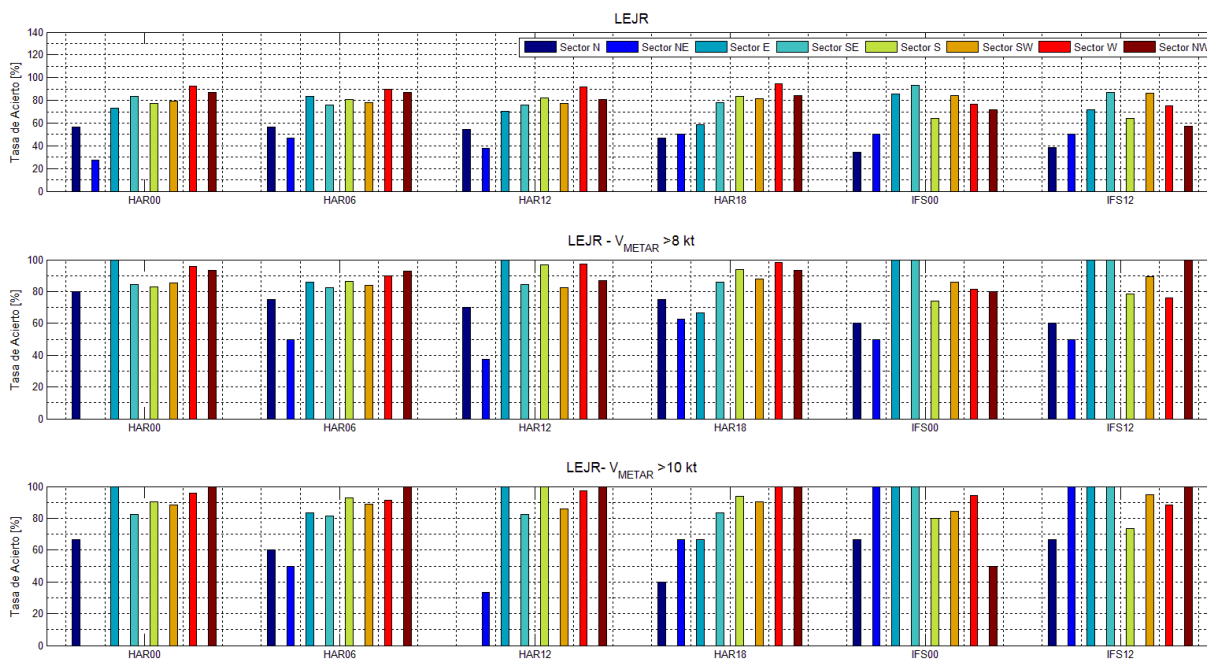 LEJR
Tasa de Acierto [%]
140
120
100
80
60
40
20
0
Sector N Sector NE Sector E Sector SE Sector S Sector SW Sector W Sector NW
HAR00 HAR06 HAR12 HAR18 IFS00 IFS12
LEJR - V_METAR >8 kt
Tasa de Acierto [%]
100
80
60
40
20
0
HAR00 HAR06 HAR12 HAR18 IFS00 IFS12
LEJR- V_METAR >10 kt
Tasa de Acierto [%]
100
80
60
40
20
0
HAR00 HAR06 HAR12 HAR18 IFS00 IFS12